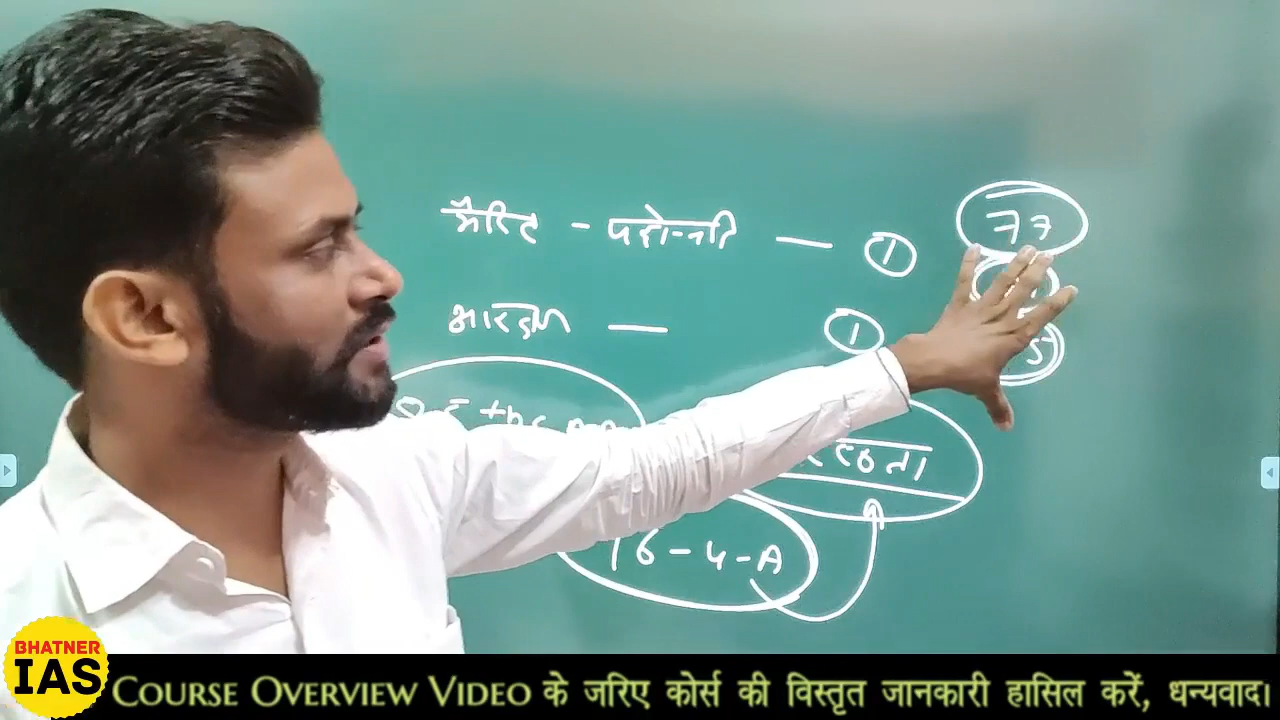 मैरिट - पदोन्नति — ①
77
आरक्षण — ①
5
16-4-A
BHATNER
IAS
COURSE OVERVIEW VIDEO के जरिए कोर्स की विस्तृत जानकारी हासिल करें, धन्यवाद।